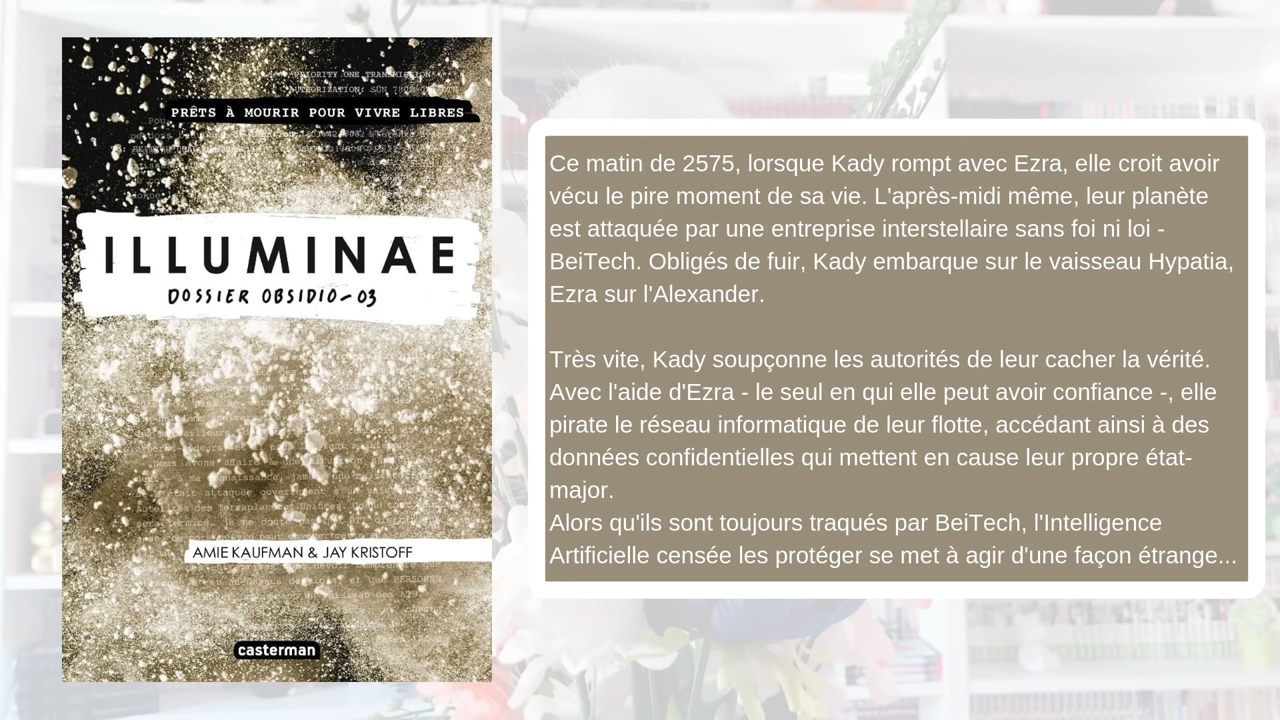 PRIORITY ONE TRANSMISSION
AUTHORIZATION:
PRÊTS À MOURIR POUR VIVRE LIBRES
ILLUMINAE
DOSSIER OBSIDIO-03
AMIE KAUFMAN & JAY KRISTOFF
casterman
Ce matin de 2575, lorsque Kady rompt avec Ezra, elle croit avoir
vécu le pire moment de sa vie. L'après-midi même, leur planète
est attaquée par une entreprise interstellaire sans foi ni loi -
BeiTech. Obligés de fuir, Kady embarque sur le vaisseau Hypatia,
Ezra sur l'Alexander.
Très vite, Kady soupçonne les autorités de leur cacher la vérité.
Avec l'aide d'Ezra - le seul en qui elle peut avoir confiance -, elle
pirate le réseau informatique de leur flotte, accédant ainsi à des
données confidentielles qui mettent en cause leur propre état-
major.
Alors qu'ils sont toujours traqués par BeiTech, l'Intelligence
Artificielle censée les protéger se met à agir d'une façon étrange...